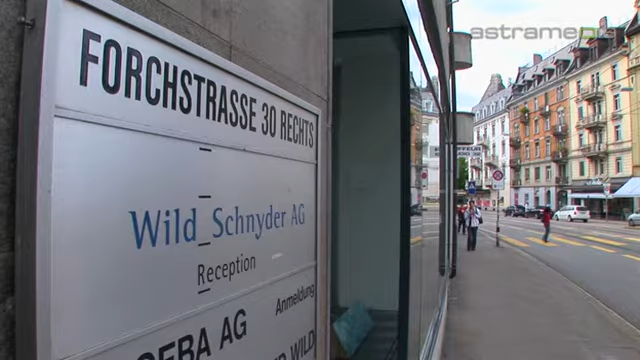 astramedia
FORCHSTRASSE 30 RECHTS
Wild_Schnyder AG
Reception
Anmeldung